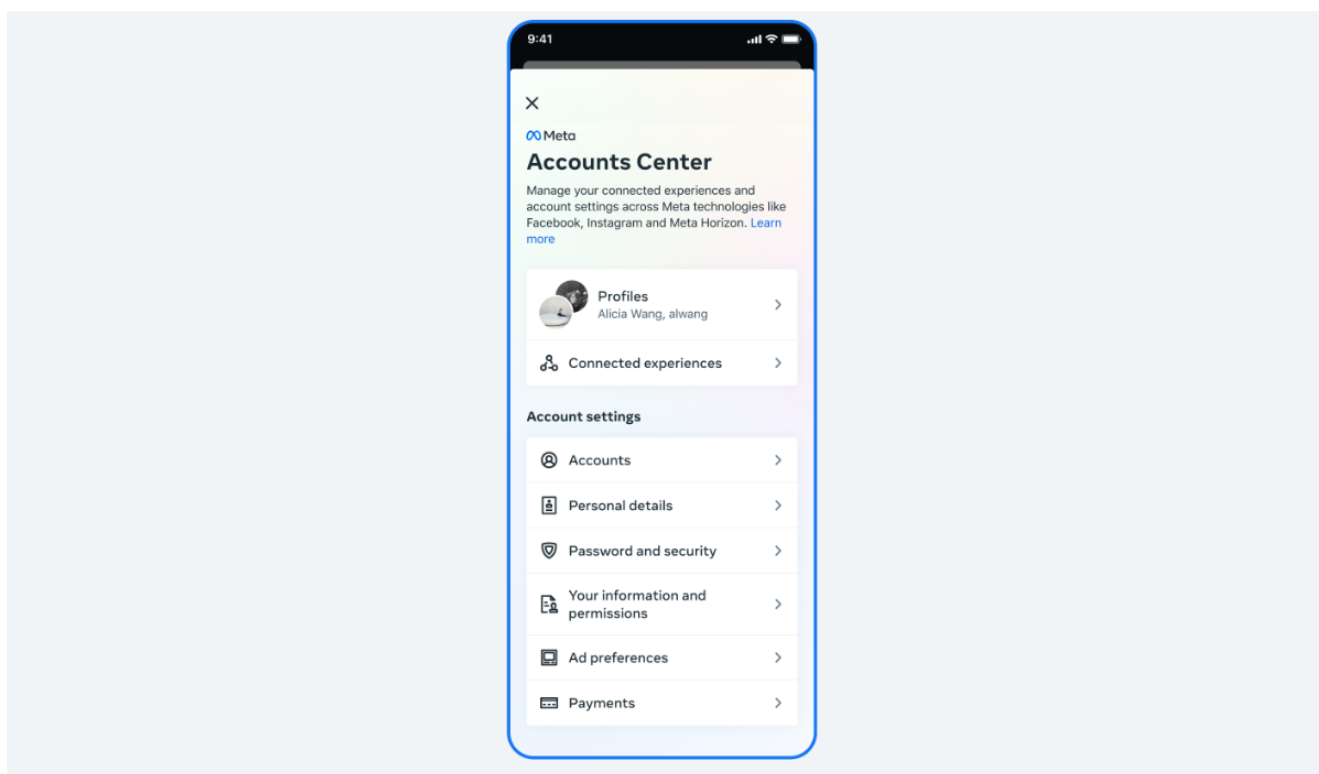 9:41
Meta
Accounts Center
Manage your connected experiences and
account settings across Meta technologies like
Facebook, Instagram and Meta Horizon. Learn
more
Profiles
Alicia Wang, alwang
Connected experiences
Account settings
Accounts
Personal details
Password and security
Your information and
permissions
Ad preferences
Payments